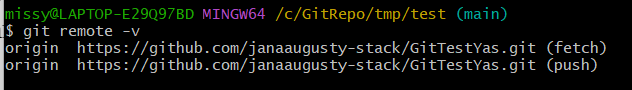 missy@LAPTOP-E29Q97BD MINGW64 /c/GitRepo/tmp/test (main)
$ git remote -v
origin  https://github.com/janaaugusty-stack/GitTestYas.git (fetch)
origin  https://github.com/janaaugusty-stack/GitTestYas.git (push)